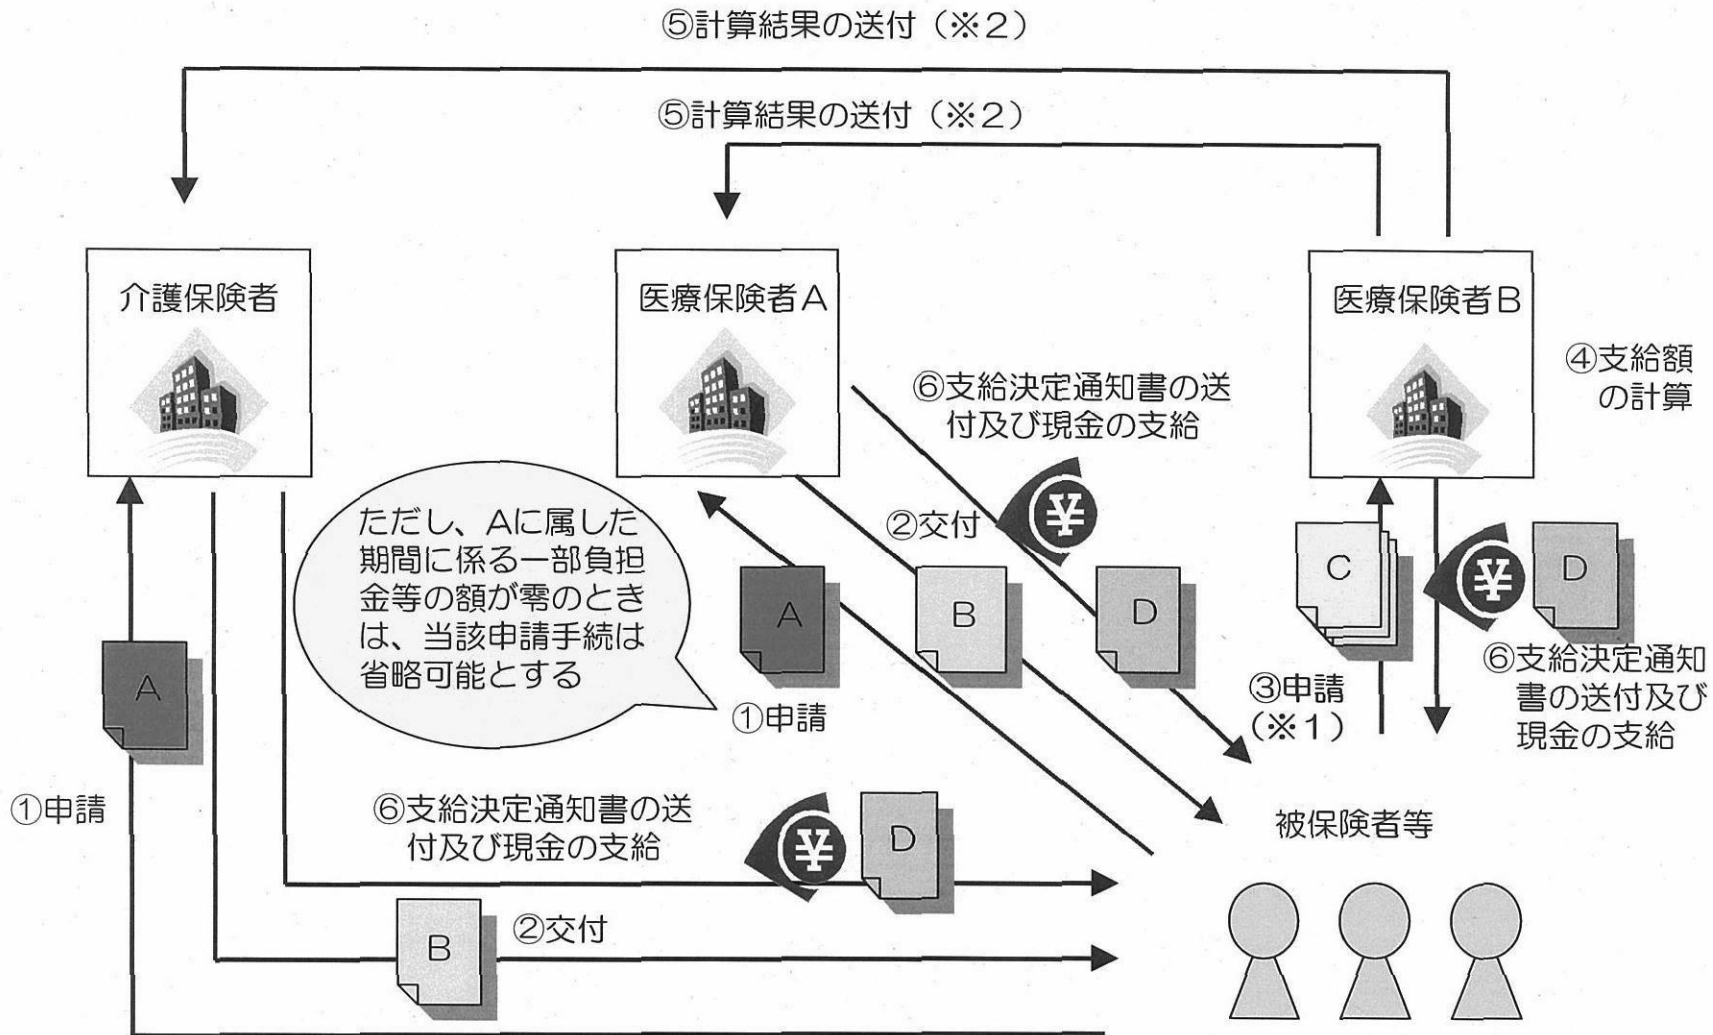 ⑤計算結果の送付（※2）
⑤計算結果の送付（※2）
介護保険者
医療保険者A
医療保険者B
④支給額
の計算
⑥支給決定通知書の送
付及び現金の支給
②交付
ただし、Aに属した
期間に係る一部負担
金等の額が零のとき
は、当該申請手続は
省略可能とする
A
B
D
C
D
¥
¥
①申請
③申請
（※1）
⑥支給決定通知
書の送付及び
現金の支給
A
①申請
⑥支給決定通知書の送
付及び現金の支給
¥
D
被保険者等
B
②交付